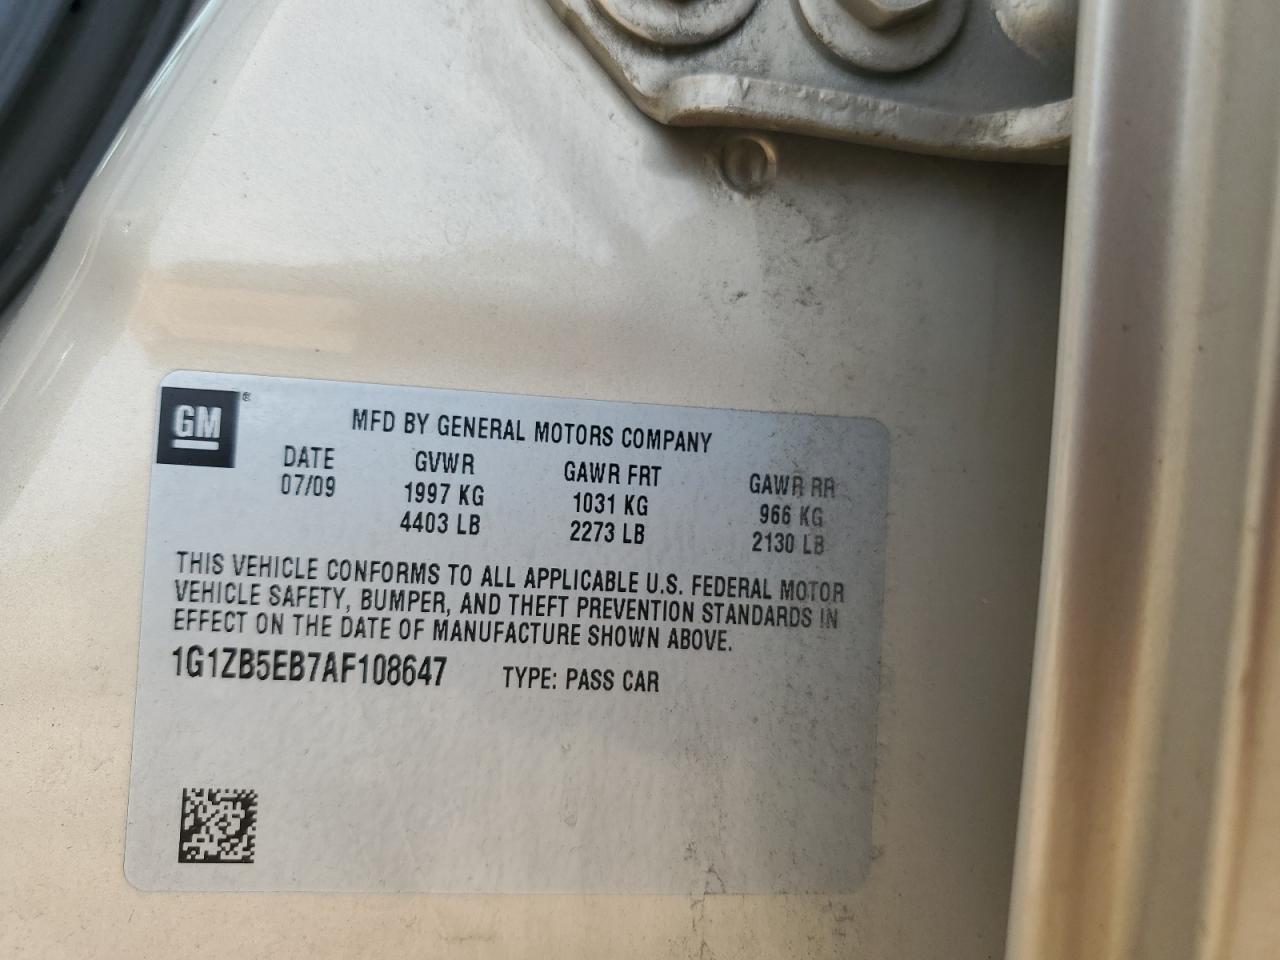 GM®
MFD BY GENERAL MOTORS COMPANY
DATE GVWR GAWR FRT GAWR RR
07/09 1997 KG 1031 KG 966 KG
4403 LB 2273 LB 2130 LB
THIS VEHICLE CONFORMS TO ALL APPLICABLE U.S. FEDERAL MOTOR
VEHICLE SAFETY, BUMPER, AND THEFT PREVENTION STANDARDS IN
EFFECT ON THE DATE OF MANUFACTURE SHOWN ABOVE.
1G1ZB5EB7AF108647 TYPE: PASS CAR